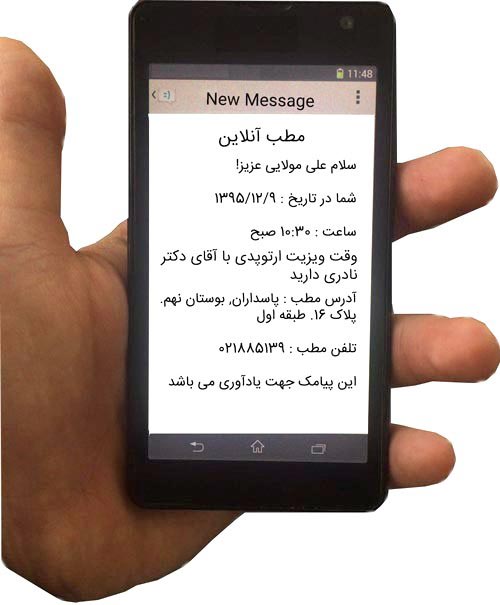 11:48
New Message
مطب آنلاین
سلام علی مولایی عزیز!
شما در تاریخ : ۱۳۹۵/۱۲/۹
ساعت : ۱۰:۳۰ صبح
وقت ویزیت ارتوپدی با آقای دکتر
نادری دارید
آدرس مطب : پاسداران, بوستان نهم.
پلاک ۱۶. طبقه اول
تلفن مطب : ۰۲۱۸۸۵۱۳۹
این پیامک جهت یادآوری می باشد